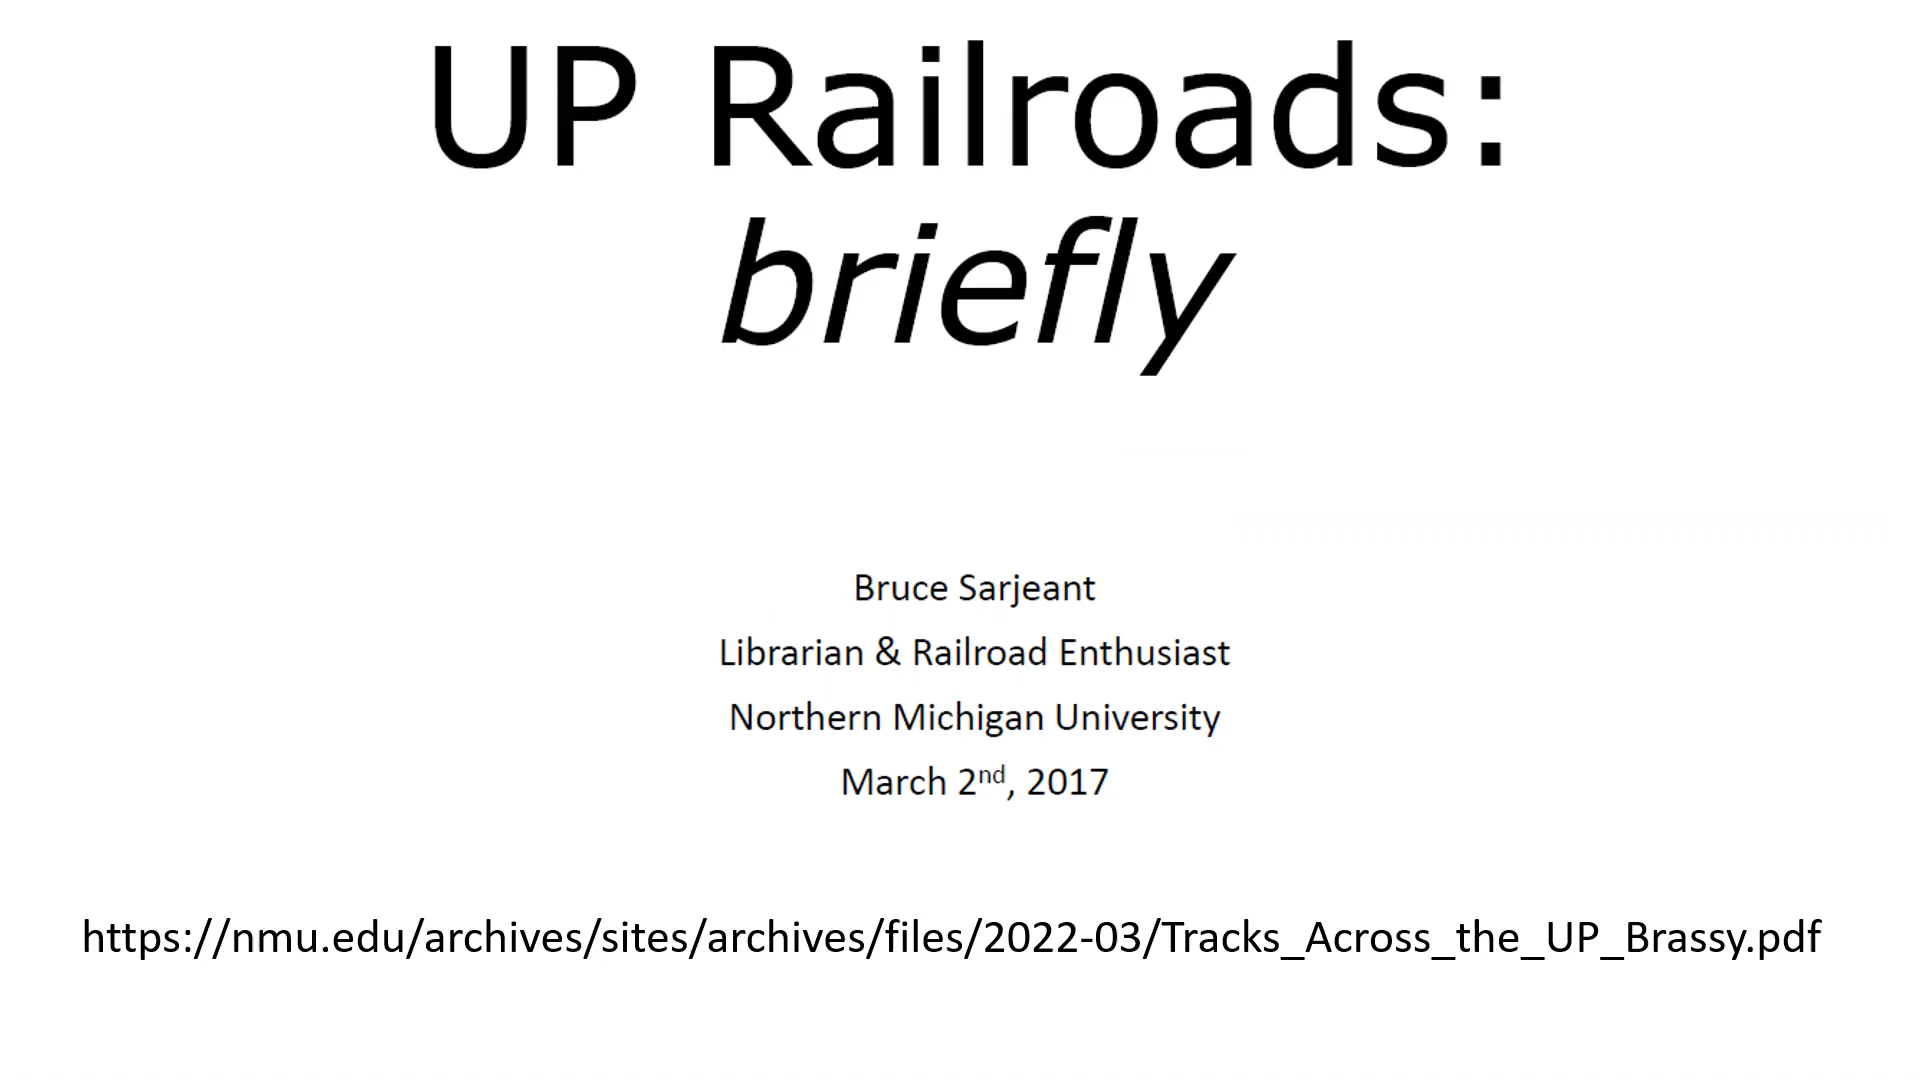 UP Railroads:
briefly
Bruce Sarjeant
Librarian & Railroad Enthusiast
Northern Michigan University
March 2nd, 2017
https://nmu.edu/archives/sites/archives/files/2022-03/Tracks_Across_the_UP_Brassy.pdf